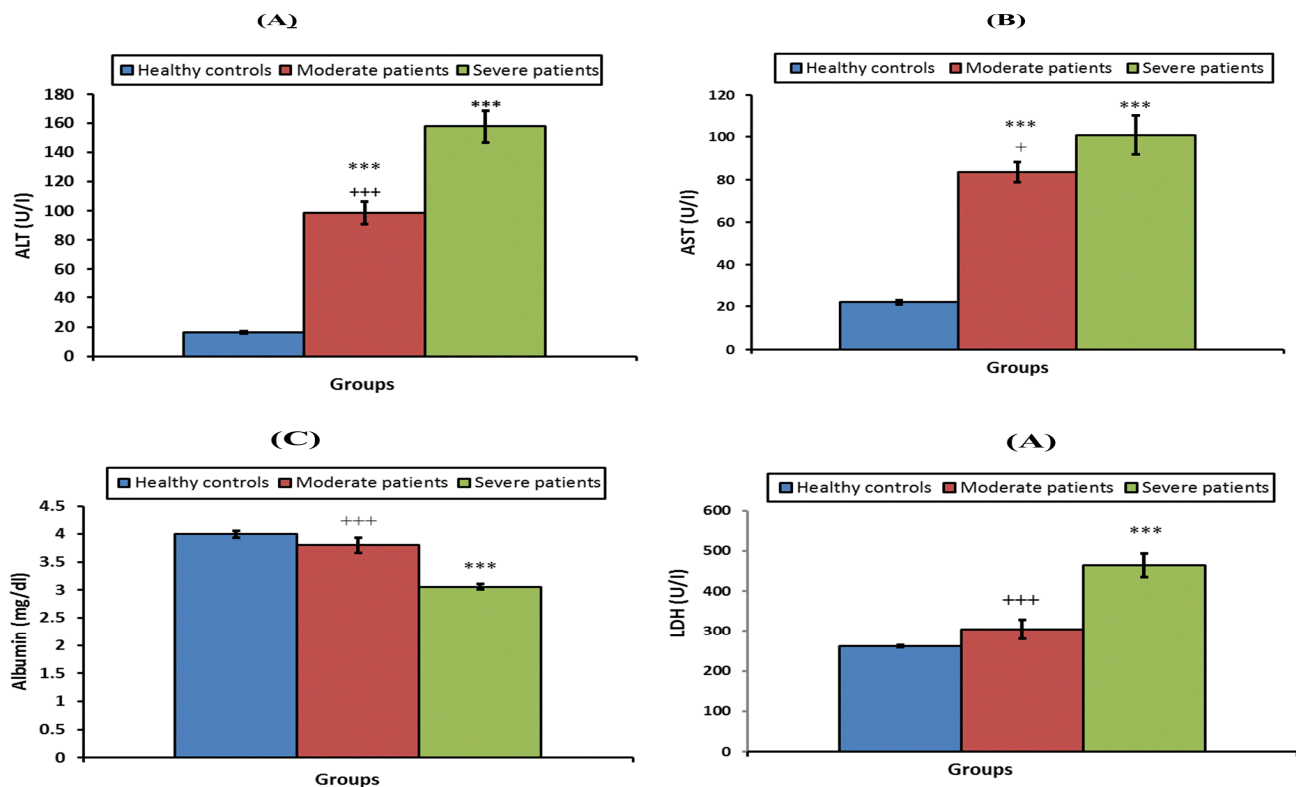 (A)
Healthy controls Moderate patients Severe patients
180
160
140
120
100
80
60
40
20
0
ALT (U/I)
***
+++
***
Groups
(B)
Healthy controls Moderate patients Severe patients
120
100
80
60
40
20
0
AST (U/I)
***
+
***
Groups
(C)
Healthy controls Moderate patients Severe patients
4.5
4
3.5
3
2.5
2
1.5
1
0.5
0
Albumin (mg/dl)
+++
***
Groups
(A)
Healthy controls Moderate patients Severe patients
600
500
400
300
200
100
0
LDH (U/I)
+++
***
Groups